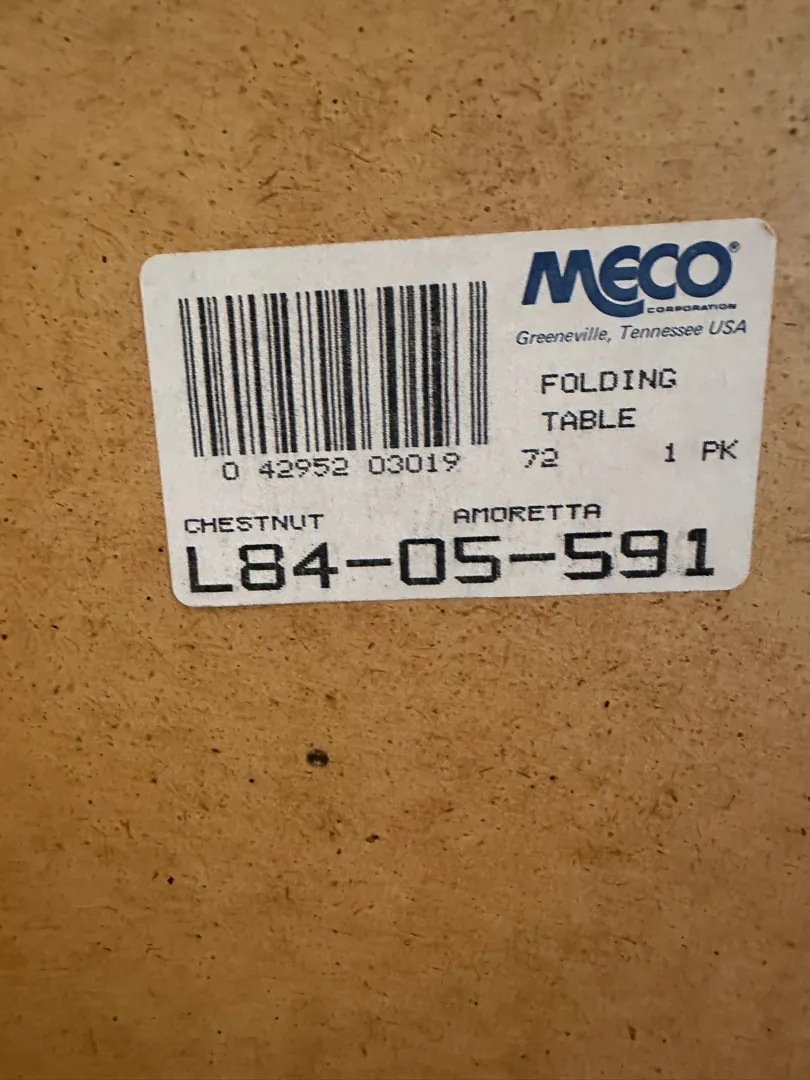 MECO®
CORPORATION
Greeneville, Tennessee USA
FOLDING
TABLE
0 42952 03019 72 1 PK
CHESTNUT AMORETTA
L84-05-591